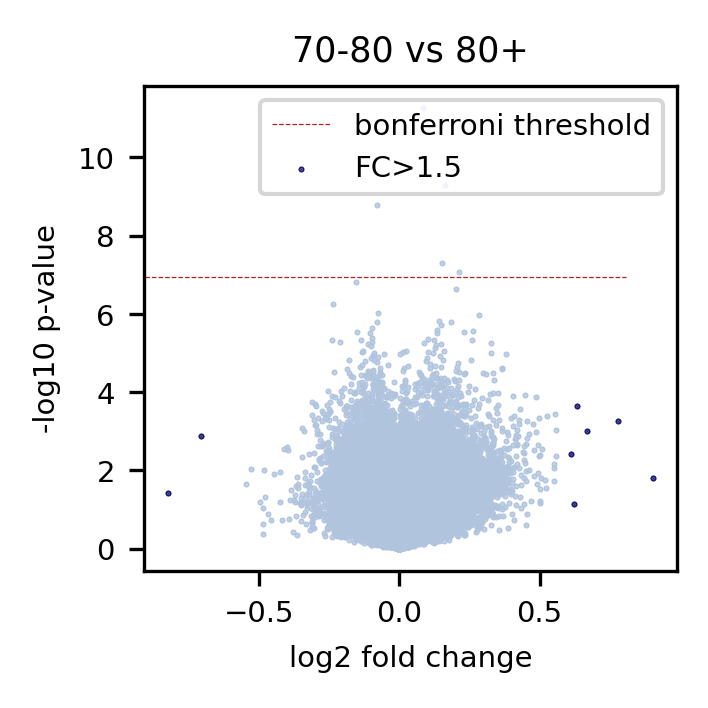 70-80 vs 80+
bonferroni threshold
FC>1.5
-log10 p-value
10
8
6
4
2
0
−0.5
0.0
0.5
log2 fold change